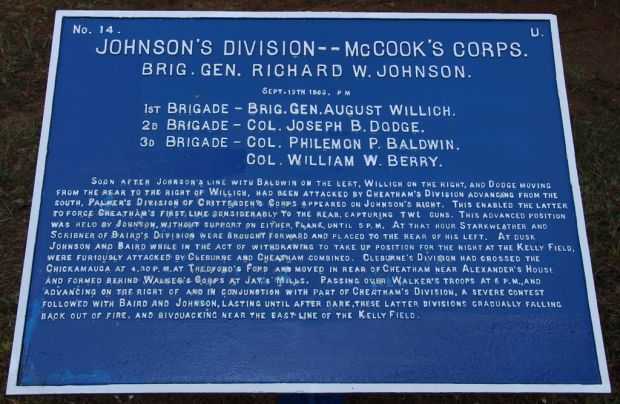 No. 14.
U.
JOHNSON'S DIVISION--McCOOK'S CORPS.
BRIG. GEN. RICHARD W. JOHNSON.
SEPT. 19TH 1863, P M
1ST BRIGADE – BRIG. GEN. AUGUST WILLICH.
2D BRIGADE – COL. JOSEPH B. DODGE.
3D BRIGADE – COL. PHILEMON P. BALDWIN.
COL. WILLIAM W. BERRY.
SOON AFTER JOHNSON'S LINE WITH BALDWIN ON THE LEFT, WILLICH ON THE RIGHT, AND DODGE MOVING
FROM THE REAR TO THE RIGHT OF WILLICH, HAD BEEN ATTACKED BY CHEATHAM'S DIVISION ADVANCING FROM THE
SOUTH, PALMER'S DIVISION OF CRITTENDEN'S CORPS APPEARED ON JOHNSON'S RIGHT. THIS ENABLED THE LATTER
TO FORCE CHEATHAM'S FIRST LINE CONSIDERABLY TO THE REAR, CAPTURING TWO GUNS. THIS ADVANCED POSITION
WAS HELD BY JOHNSON, WITHOUT SUPPORT ON EITHER FLANK, UNTIL 5 P.M. AT THAT HOUR STARKWEATHER AND
SCRIBNER OF BAIRD'S DIVISION WERE BROUGHT FORWARD AND PLACED TO THE REAR OF HIS LEFT. AT DUSK
JOHNSON AND BAIRD WHILE IN THE ACT OF WITHDRAWING TO TAKE UP POSITION FOR THE NIGHT AT THE KELLY FIELD,
WERE FURIOUSLY ATTACKED BY CLEBURNE AND CHEATHAM COMBINED. CLEBURNE'S DIVISION HAD CROSSED THE
CHICKAMAUGA AT 4.30 P.M. AT THEDFORD'S FORD AND MOVED IN REAR OF CHEATHAM NEAR ALEXANDER'S HOUSE
AND FORMED BEHIND WALKER'S CORPS AT JAY'S MILLS. PASSING OVER WALKER'S TROOPS AT 6 P.M., AND
ADVANCING ON THE RIGHT OF AND IN CONJUNCTION WITH PART OF CHEATHAM'S DIVISION, A SEVERE CONTEST
FOLLOWED WITH BAIRD AND JOHNSON, LASTING UNTIL AFTER DARK, THESE LATTER DIVISIONS GRADUALLY FALLING
BACK OUT OF FIRE, AND BIVOUACKING NEAR THE EAST LINE OF THE KELLY FIELD.